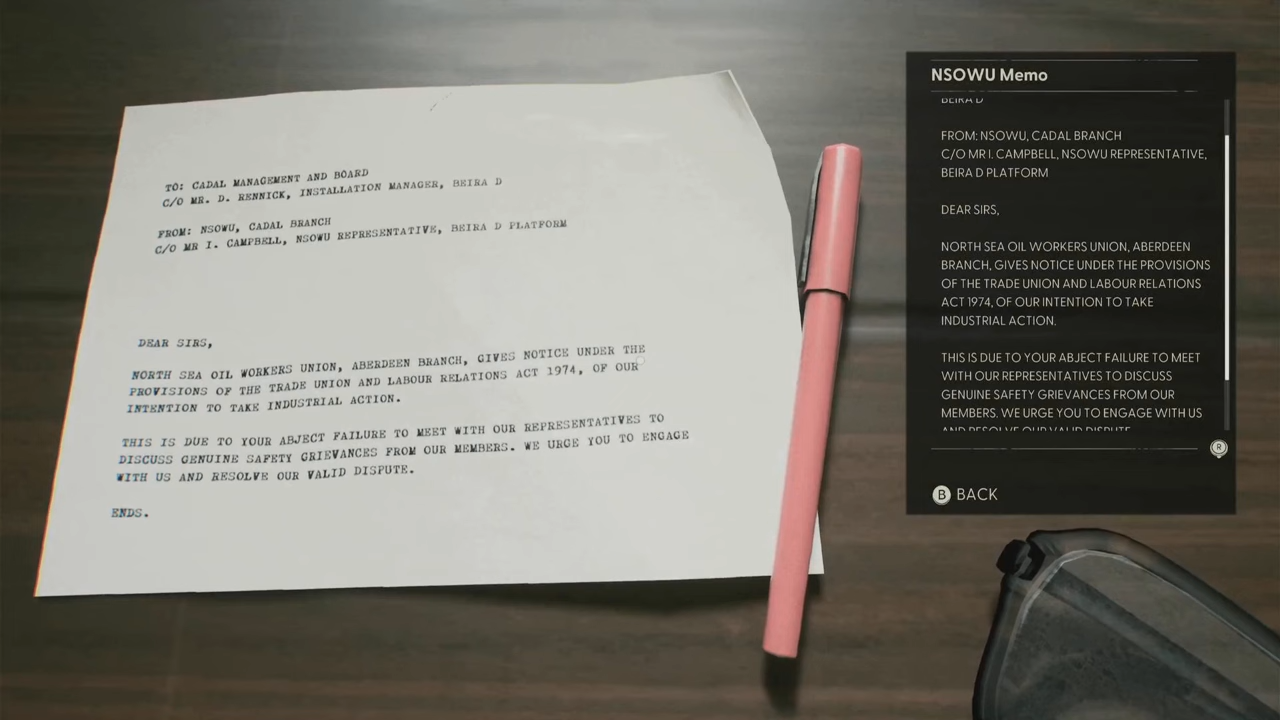 TO: CADAL MANAGEMENT AND BOARD
C/O MR. D. RENNICK, INSTALLATION MANAGER, BEIRA D
FROM: NSOWU, CADAL BRANCH
C/O MR I. CAMPBELL, NSOWU REPRESENTATIVE, BEIRA D PLATFORM
DEAR SIRS,
NORTH SEA OIL WORKERS UNION, ABERDEEN BRANCH, GIVES NOTICE UNDER THE
PROVISIONS OF THE TRADE UNION AND LABOUR RELATIONS ACT 1974, OF OUR
INTENTION TO TAKE INDUSTRIAL ACTION.
THIS IS DUE TO YOUR ABJECT FAILURE TO MEET WITH OUR REPRESENTATIVES TO
DISCUSS GENUINE SAFETY GRIEVANCES FROM OUR MEMBERS. WE URGE YOU TO ENGAGE
WITH US AND RESOLVE OUR VALID DISPUTE.
ENDS.
NSOWU Memo
BEIRA D
FROM: NSOWU, CADAL BRANCH
C/O MR I. CAMPBELL, NSOWU REPRESENTATIVE,
BEIRA D PLATFORM
DEAR SIRS,
NORTH SEA OIL WORKERS UNION, ABERDEEN
BRANCH, GIVES NOTICE UNDER THE PROVISIONS
OF THE TRADE UNION AND LABOUR RELATIONS
ACT 1974, OF OUR INTENTION TO TAKE
INDUSTRIAL ACTION.
THIS IS DUE TO YOUR ABJECT FAILURE TO MEET
WITH OUR REPRESENTATIVES TO DISCUSS
GENUINE SAFETY GRIEVANCES FROM OUR
MEMBERS. WE URGE YOU TO ENGAGE WITH US
AND RESOLVE OUR VALID DISPUTE.
R
B BACK